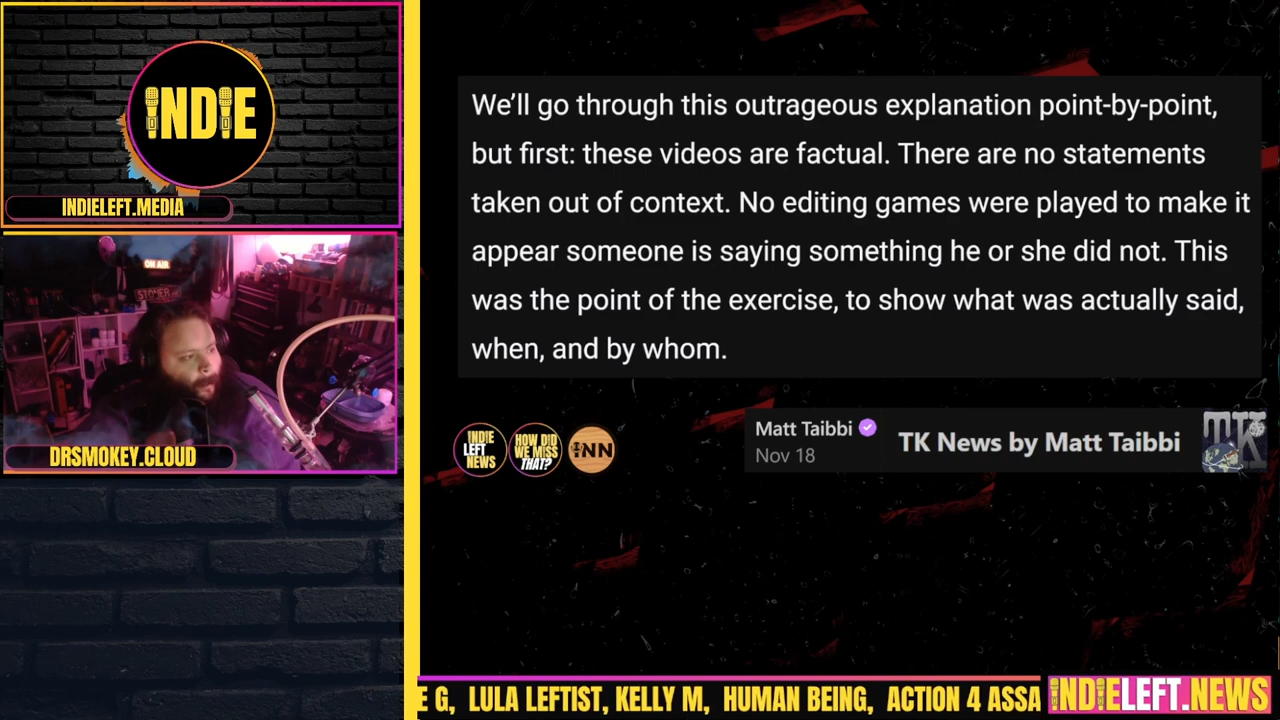 INDIE
INDIELEFT.MEDIA
ON AIR
STONER
DRSMOKEY.CLOUD
We’ll go through this outrageous explanation point-by-point,
but first: these videos are factual. There are no statements
taken out of context. No editing games were played to make it
appear someone is saying something he or she did not. This
was the point of the exercise, to show what was actually said,
when, and by whom.
INDIE
LEFT
NEWS
HOW DID
WE MISS
THAT?
INN
Matt Taibbi
Nov 18
TK News by Matt Taibbi
TK
E G, LULA LEFTIST, KELLY M, HUMAN BEING, ACTION 4 ASSA
INDIELEFT.NEWS